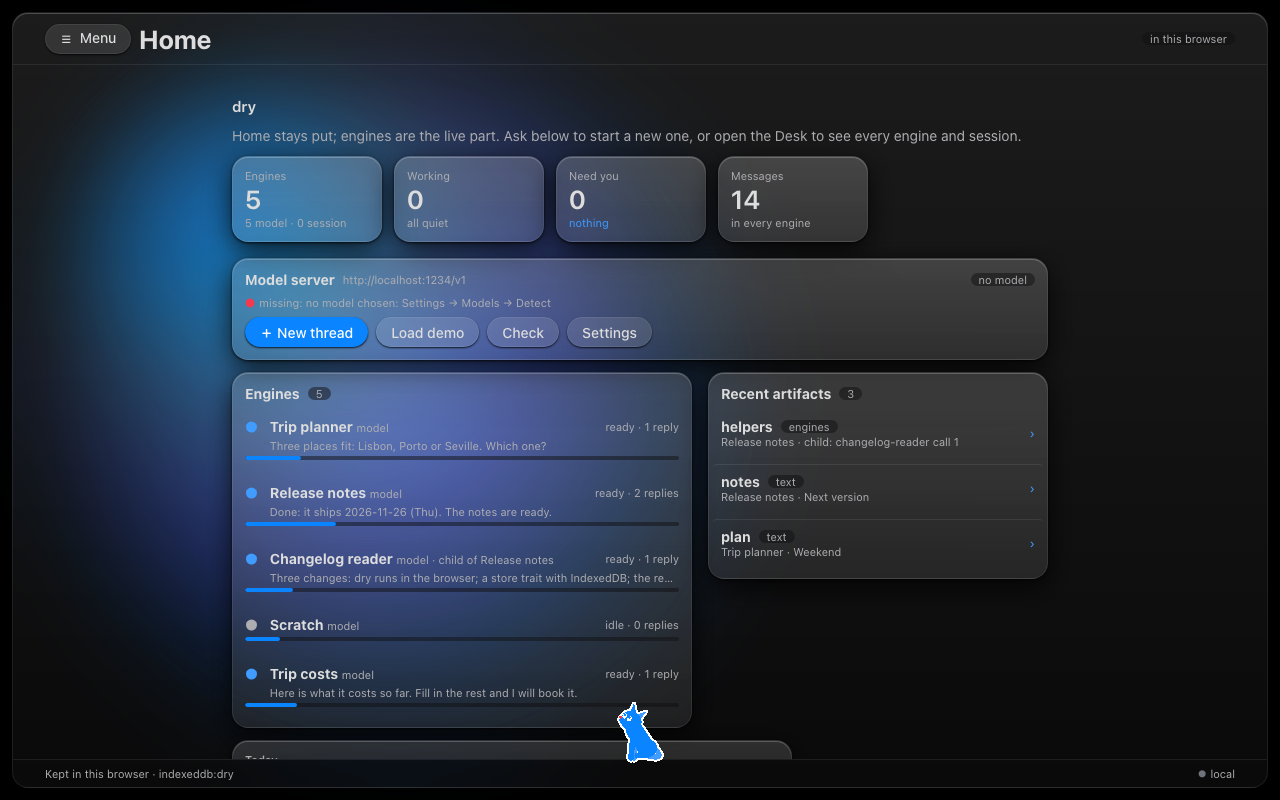 ☰ Menu
Home
in this browser
dry
Home stays put; engines are the live part. Ask below to start a new one, or open the Desk to see every engine and session.
Engines
5
5 model · 0 session
Working
0
all quiet
Need you
0
nothing
Messages
14
in every engine
Model server http://localhost:1234/v1
no model
missing: no model chosen: Settings → Models → Detect
+ New thread
Load demo
Check
Settings
Engines 5
Trip planner model
ready · 1 reply
Three places fit: Lisbon, Porto or Seville. Which one?
Release notes model
ready · 2 replies
Done: it ships 2026-11-26 (Thu). The notes are ready.
Changelog reader model · child of Release notes
ready · 1 reply
Three changes: dry runs in the browser; a store trait with IndexedDB; the re…
Scratch model
idle · 0 replies
Trip costs model
ready · 1 reply
Here is what it costs so far. Fill in the rest and I will book it.
Recent artifacts 3
helpers engines
Release notes · child: changelog-reader call 1
notes text
Release notes · Next version
plan text
Trip planner · Weekend
Today
Kept in this browser · indexeddb:dry
local